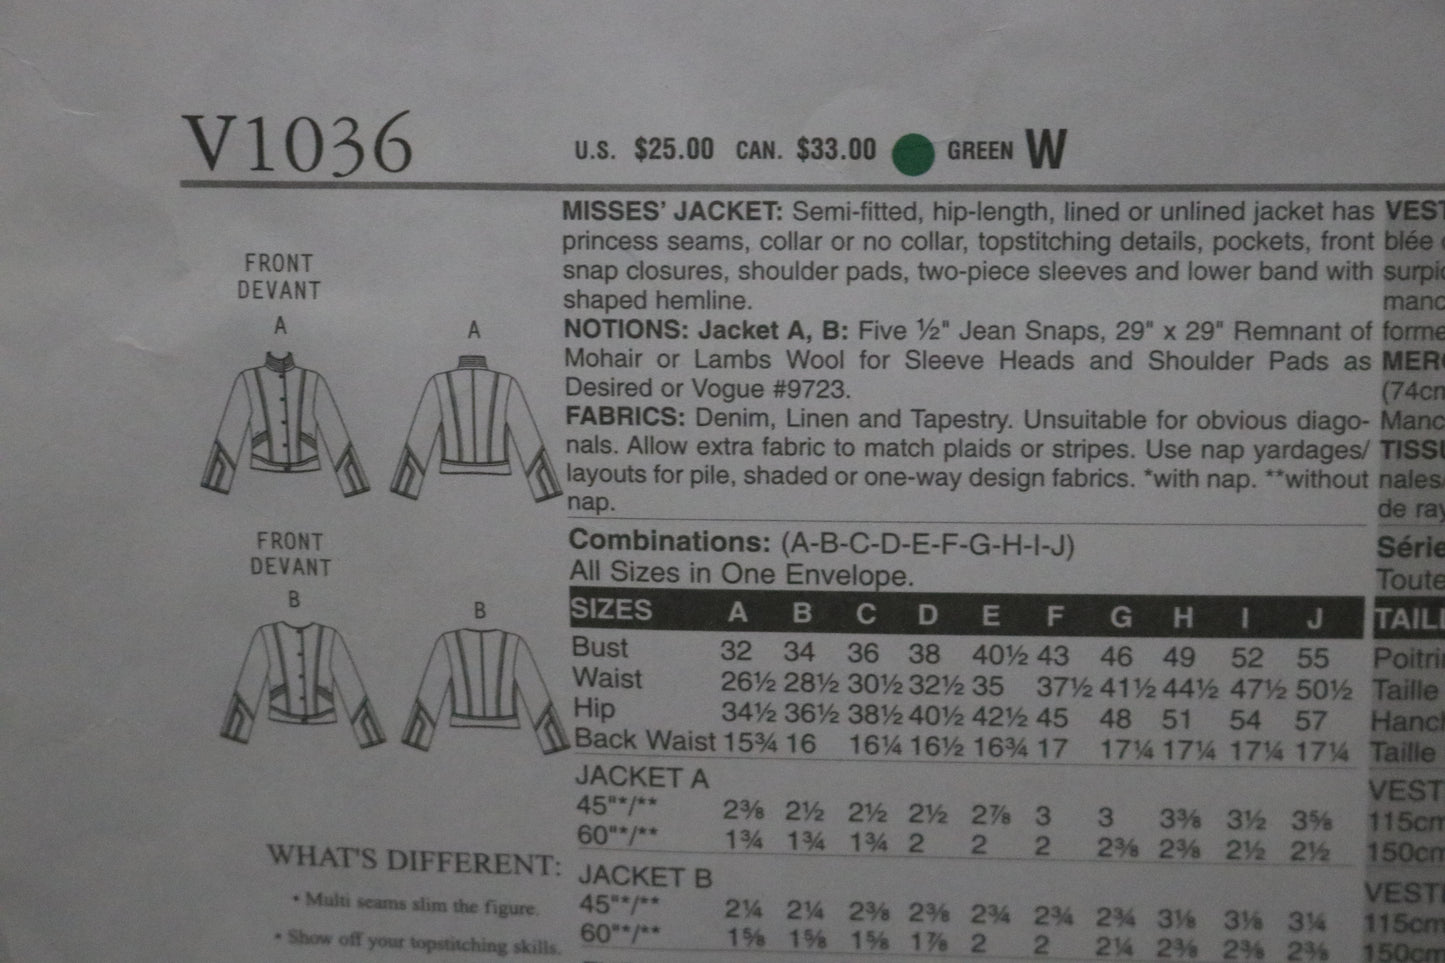 V1036
U.S. $25.00 CAN. $33.00 GREEN W
FRONT
DEVANT
A
A
FRONT
DEVANT
B
B
WHAT'S DIFFERENT:
• Multi seams slim the figure.
• Show off your topstitching skills.
MISSES' JACKET: Semi-fitted, hip-length, lined or unlined jacket has
princess seams, collar or no collar, topstitching details, pockets, front
snap closures, shoulder pads, two-piece sleeves and lower band with
shaped hemline.
NOTIONS: Jacket A, B: Five ½" Jean Snaps, 29" x 29" Remnant of
Mohair or Lambs Wool for Sleeve Heads and Shoulder Pads as
Desired or Vogue #9723.
FABRICS: Denim, Linen and Tapestry. Unsuitable for obvious diago-
nals. Allow extra fabric to match plaids or stripes. Use nap yardages/
layouts for pile, shaded or one-way design fabrics. *with nap. **without
nap.
Combinations: (A-B-C-D-E-F-G-H-I-J)
All Sizes in One Envelope.
SIZES A B C D E F G H I J
Bust 32 34 36 38 40½ 43 46 49 52 55
Waist 26½ 28½ 30½ 32½ 35 37½ 41½ 44½ 47½ 50½
Hip 34½ 36½ 38½ 40½ 42½ 45 48 51 54 57
Back Waist 15¾ 16 16¼ 16½ 16¾ 17 17¼ 17¼ 17¼ 17¼
JACKET A
45"*/** 2⅜ 2½ 2½ 2½ 2⅞ 3 3 3⅜ 3½ 3⅝
60"*/** 1¾ 1¾ 1¾ 2 2 2 2⅜ 2⅜ 2½ 2½
JACKET B
45"*/** 2¼ 2¼ 2⅜ 2⅜ 2¾ 2¾ 2¾ 3⅛ 3⅛ 3¼
60"*/** 1⅝ 1⅝ 1⅝ 1⅞ 2 2 2¼ 2⅜ 2⅜ 2⅜
VEST
blée
surpi
manc
forme
MER
(74cm
Manc
TISS
nales/
de ray
Série
Toute
TAILL
Poitri
Taille
Hanch
Taille
VEST
115cm
150cm
VEST
115cm
150cm